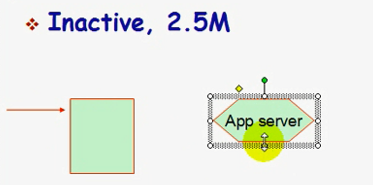 Inactive, 2.5M
App server